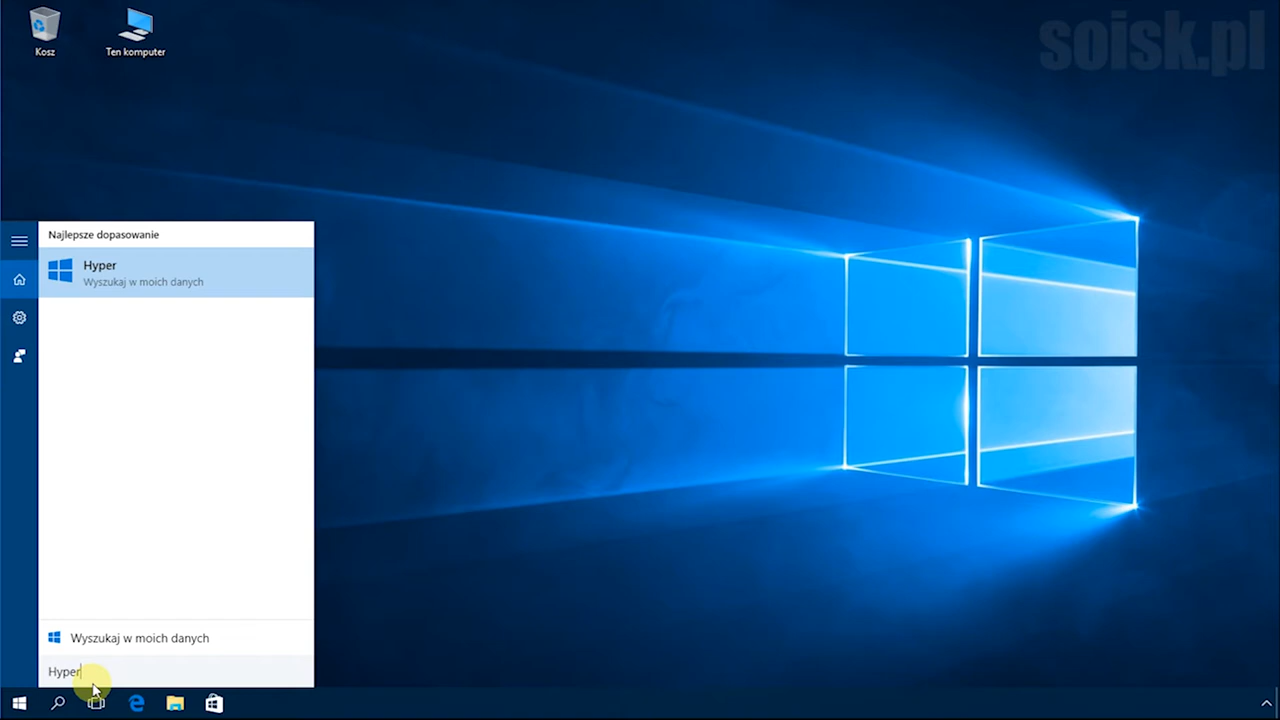 soisk.pl
Kosz
Ten komputer
Najlepsze dopasowanie
Hyper
Wyszukaj w moich danych
Wyszukaj w moich danych
Hyper